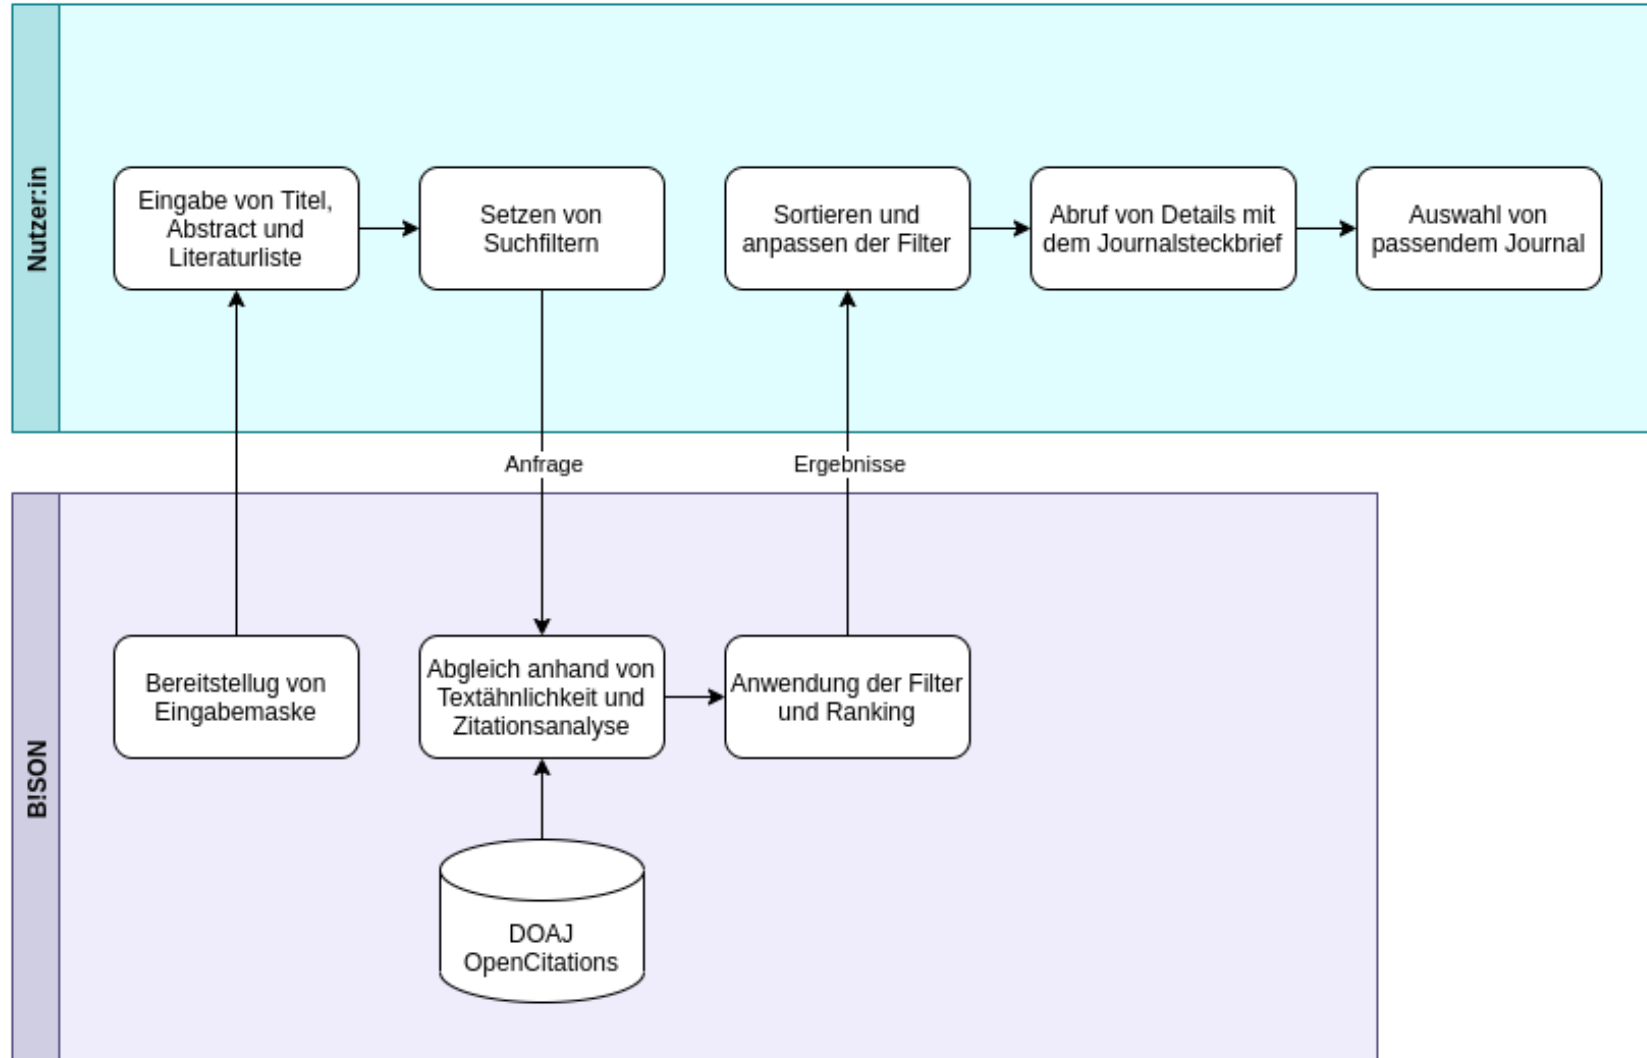 Nutzer:in
Eingabe von Titel,
Abstract und
Literaturliste
Setzen von
Suchfiltern
Sortieren und
anpassen der Filter
Abruf von Details mit
dem Journalsteckbrief
Auswahl von
passendem Journal
Anfrage
Ergebnisse
B!SON
Bereitstellug von
Eingabemaske
Abgleich anhand von
Textähnlichkeit und
Zitationsanalyse
Anwendung der Filter
und Ranking
DOAJ
OpenCitations